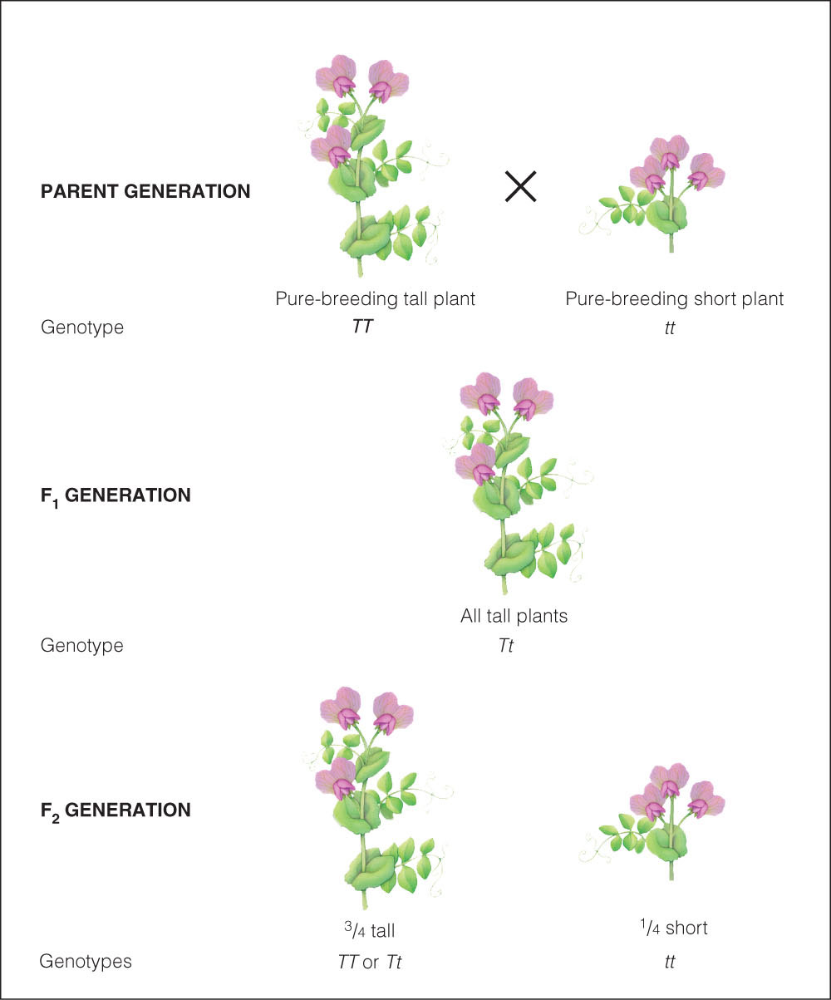 PARENT GENERATION
Pure-breeding tall plant
Pure-breeding short plant
Genotype
TT
tt
F1 GENERATION
All tall plants
Genotype
Tt
F2 GENERATION
3/4 tall
1/4 short
Genotypes
TT or Tt
tt